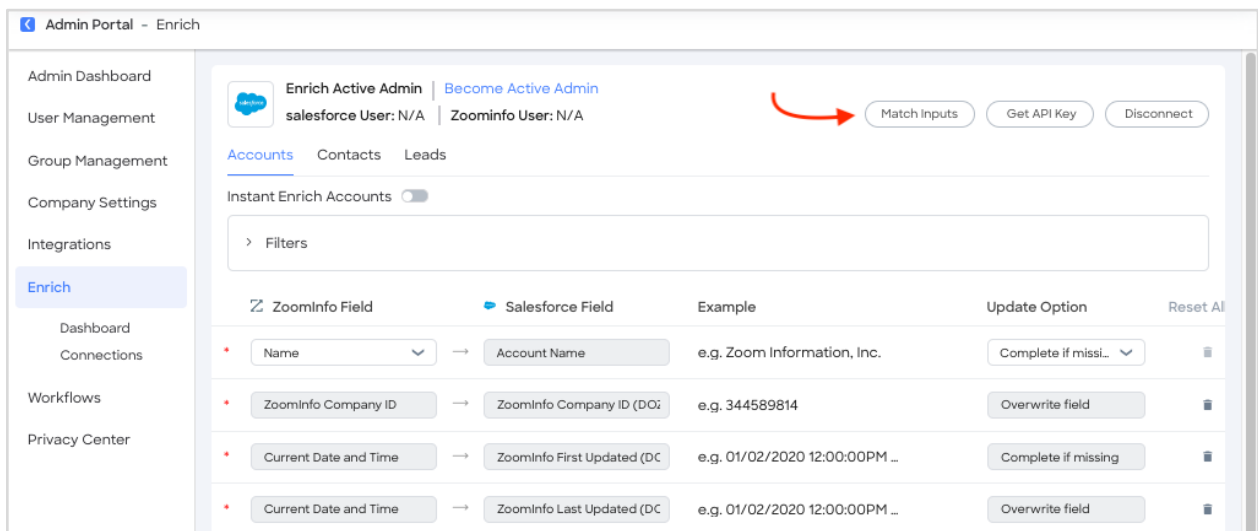 Admin Portal - Enrich
Admin Dashboard
User Management
Group Management
Company Settings
Integrations
Enrich
Dashboard
Connections
Workflows
Privacy Center
salesforce
Enrich Active Admin | Become Active Admin
salesforce User: N/A | Zoominfo User: N/A
Match Inputs Get API Key Disconnect
Accounts Contacts Leads
Instant Enrich Accounts
> Filters
ZoomInfo Field Salesforce Field Example Update Option Reset Al
* Name → Account Name e.g. Zoom Information, Inc. Complete if missi...
* ZoomInfo Company ID → ZoomInfo Company ID (DOZ e.g. 344589814 Overwrite field
* Current Date and Time → ZoomInfo First Updated (DC e.g. 01/02/2020 12:00:00PM ... Complete if missing
* Current Date and Time → ZoomInfo Last Updated (DC e.g. 01/02/2020 12:00:00PM ... Overwrite field